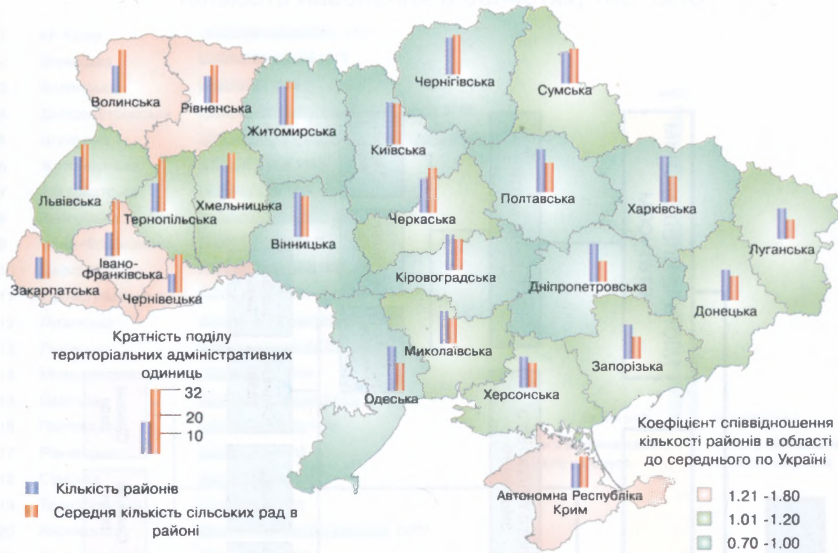 Чернігівська
Сумська
Волинська
Рівненська
Житомирська
Київська
Полтавська
Харківська
Львівська
Тернопільська
Хмельницька
Вінницька
Черкаська
Луганська
Івано-
Франківська
Закарпатська
Чернівецька
Кіровоградська
Дніпропетровська
Донецька
Миколаївська
Запорізька
Одеська
Херсонська
Автономна Республіка
Крим
Кратність поділу
територіальних адміністративних
одиниць
32
20
10
Кількість районів
Середня кількість сільських рад в
районі
Коефіцієнт співвідношення
кількості районів в області
до середнього по Україні
1.21 -1.80
1.01 -1.20
0.70 -1.00